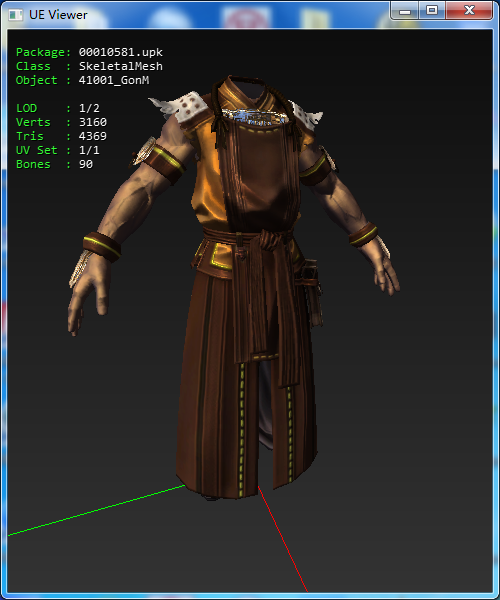 UE Viewer
Package: 00010581.upk
Class : SkeletalMesh
Object : 41001_GonM
LOD : 1/2
Verts : 3160
Tris : 4369
UV Set : 1/1
Bones : 90